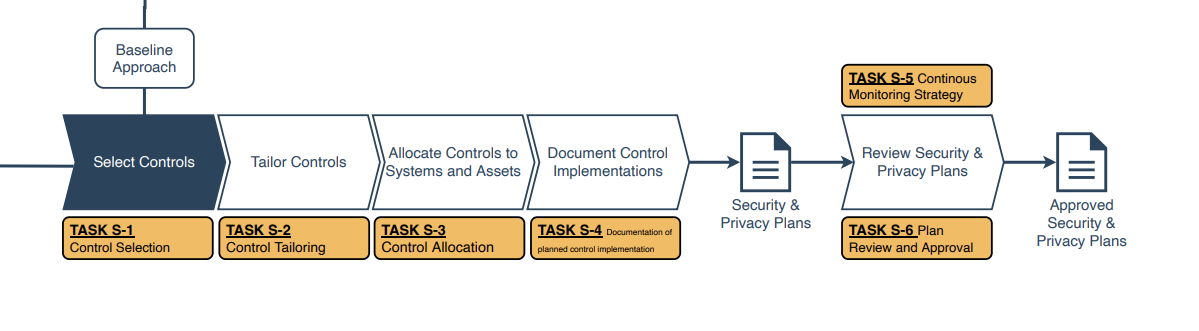 Baseline
Approach
TASK S-5 Continous
Monitoring Strategy
Select Controls
Tailor Controls
Allocate Controls to
Systems and Assets
Document Control
Implementations
Review Security &
Privacy Plans
Security &
Privacy Plans
Approved
Security &
Privacy Plans
TASK S-1
Control Selection
TASK S-2
Control Tailoring
TASK S-3
Control Allocation
TASK S-4 Documentation of
planned control implementation
TASK S-6 Plan
Review and Approval